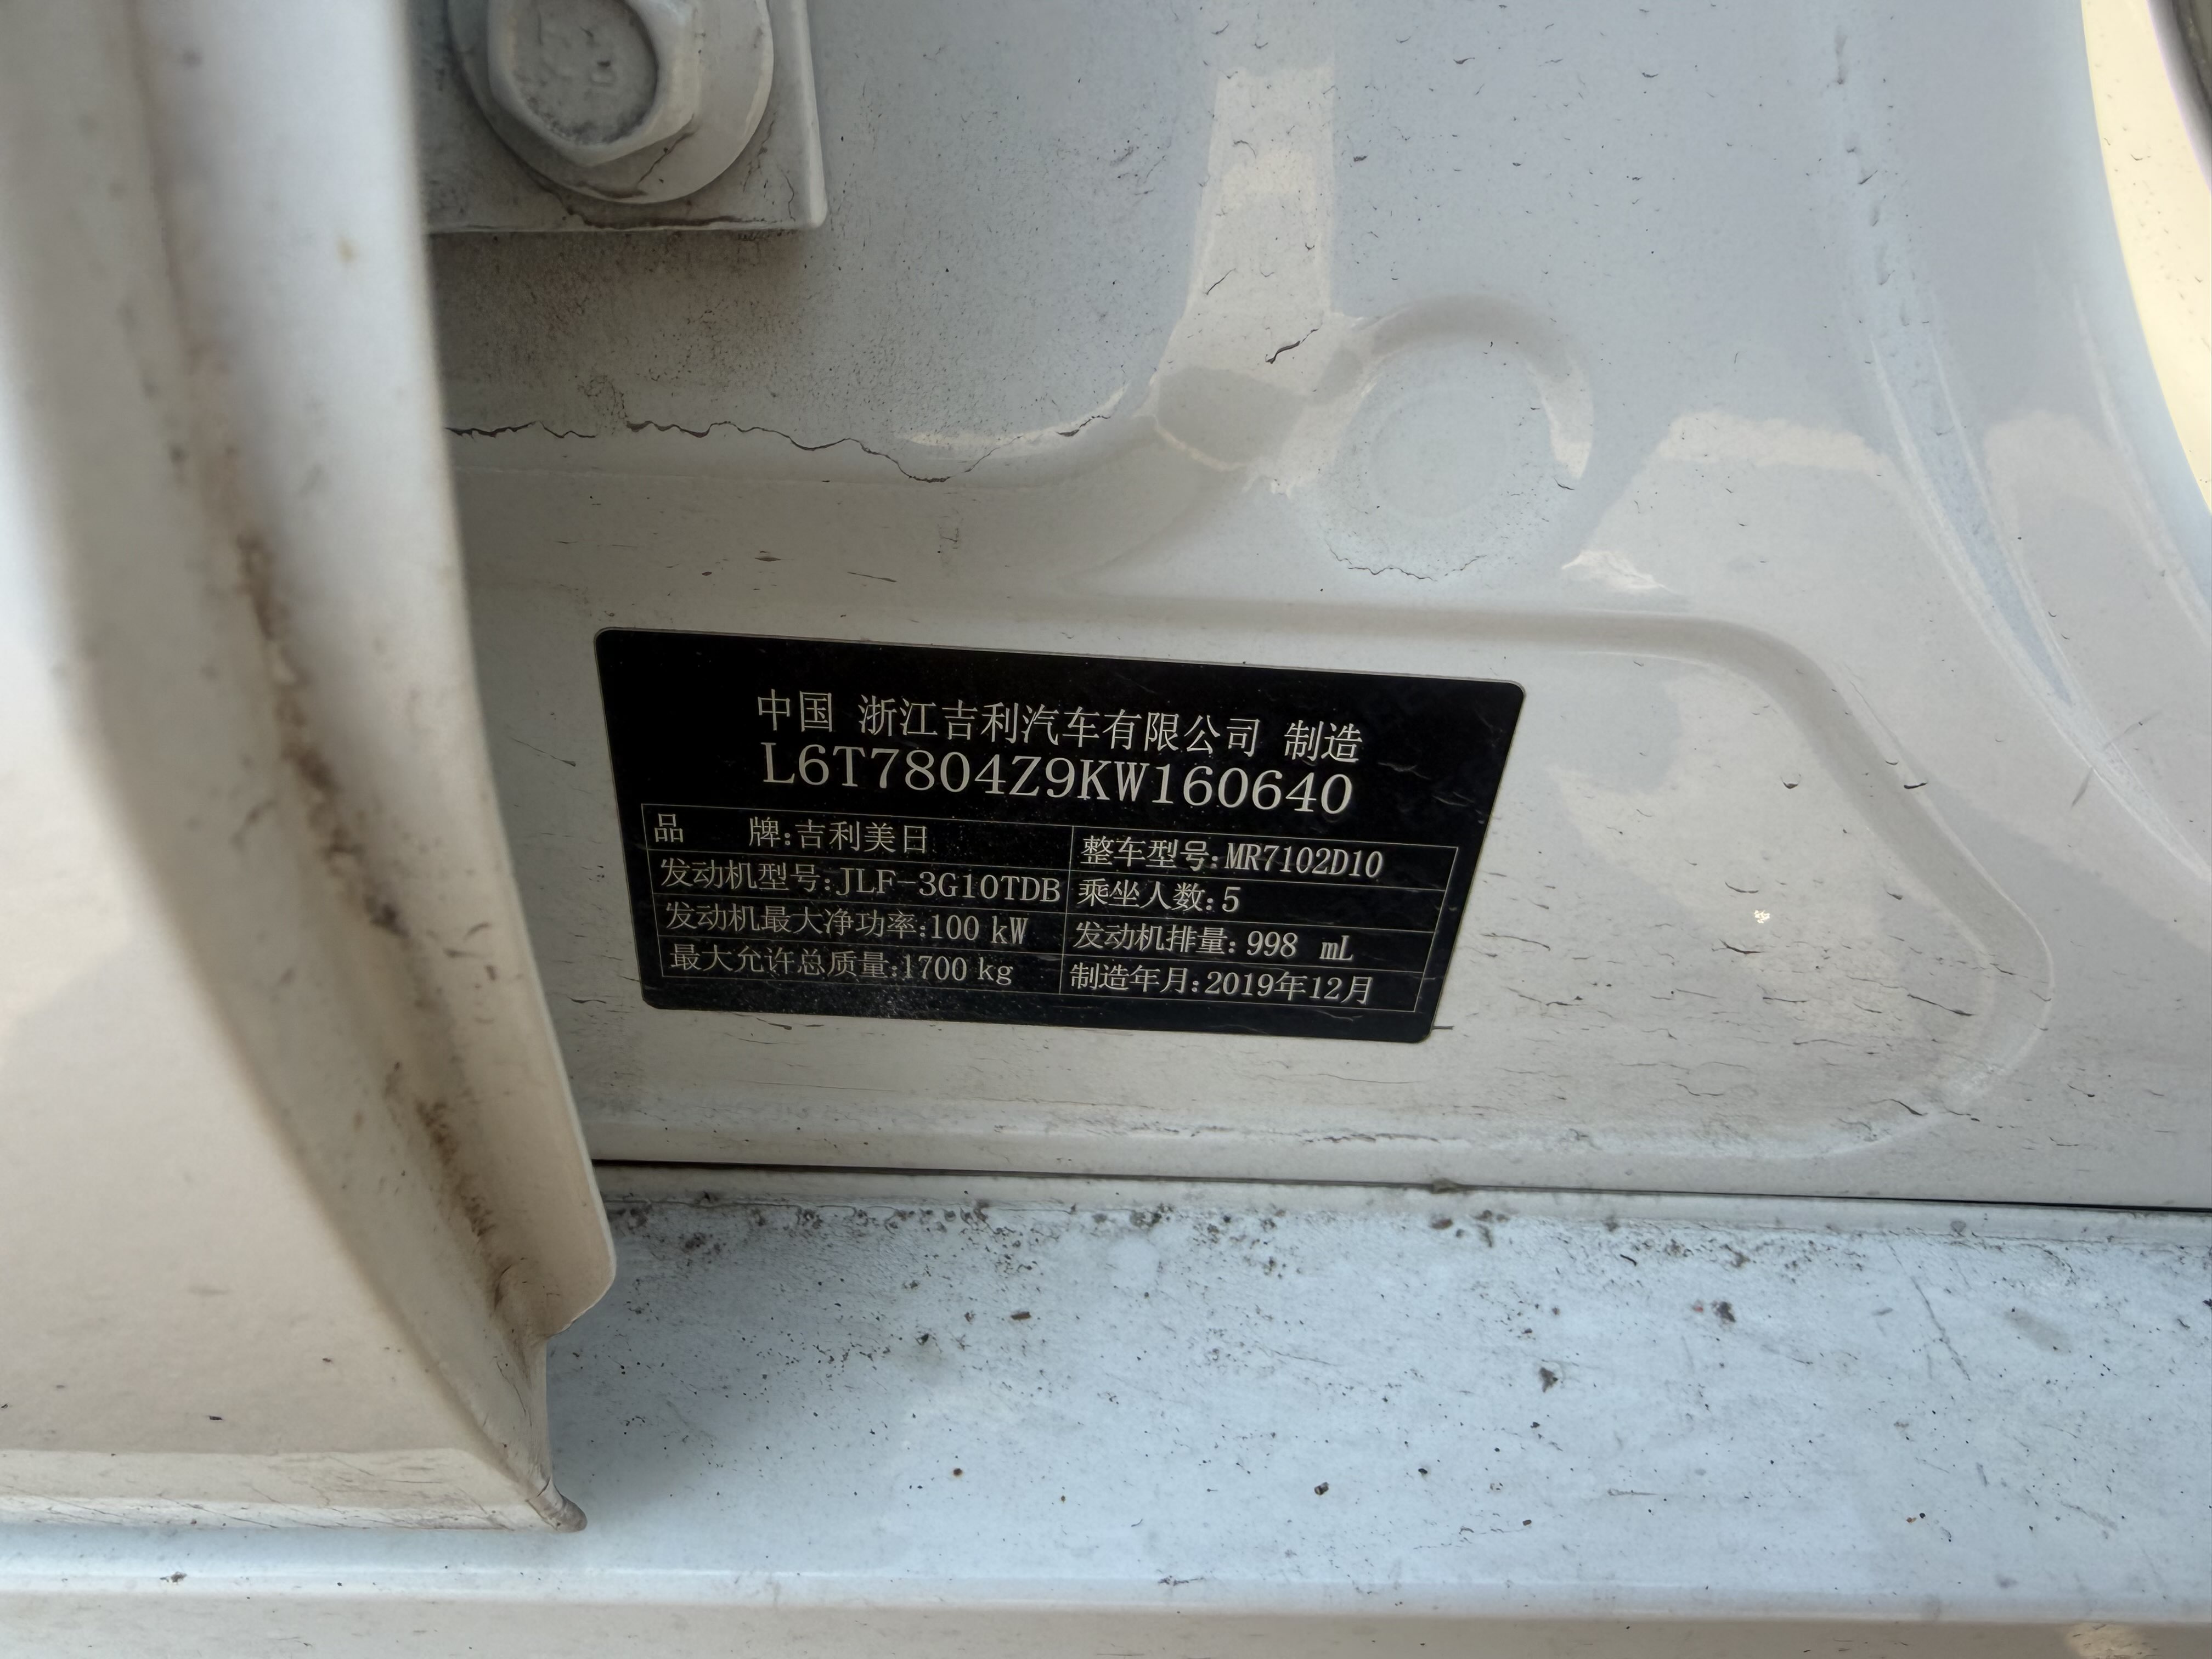 中国 浙江吉利汽车有限公司 制造
L6T7804Z9KW160640
品 牌:吉利美日 整车型号:MR7102D10
发动机型号:JLF-3G10TDB 乘坐人数:5
发动机最大净功率:100 kW 发动机排量:998 mL
最大允许总质量:1700 kg 制造年月:2019年12月